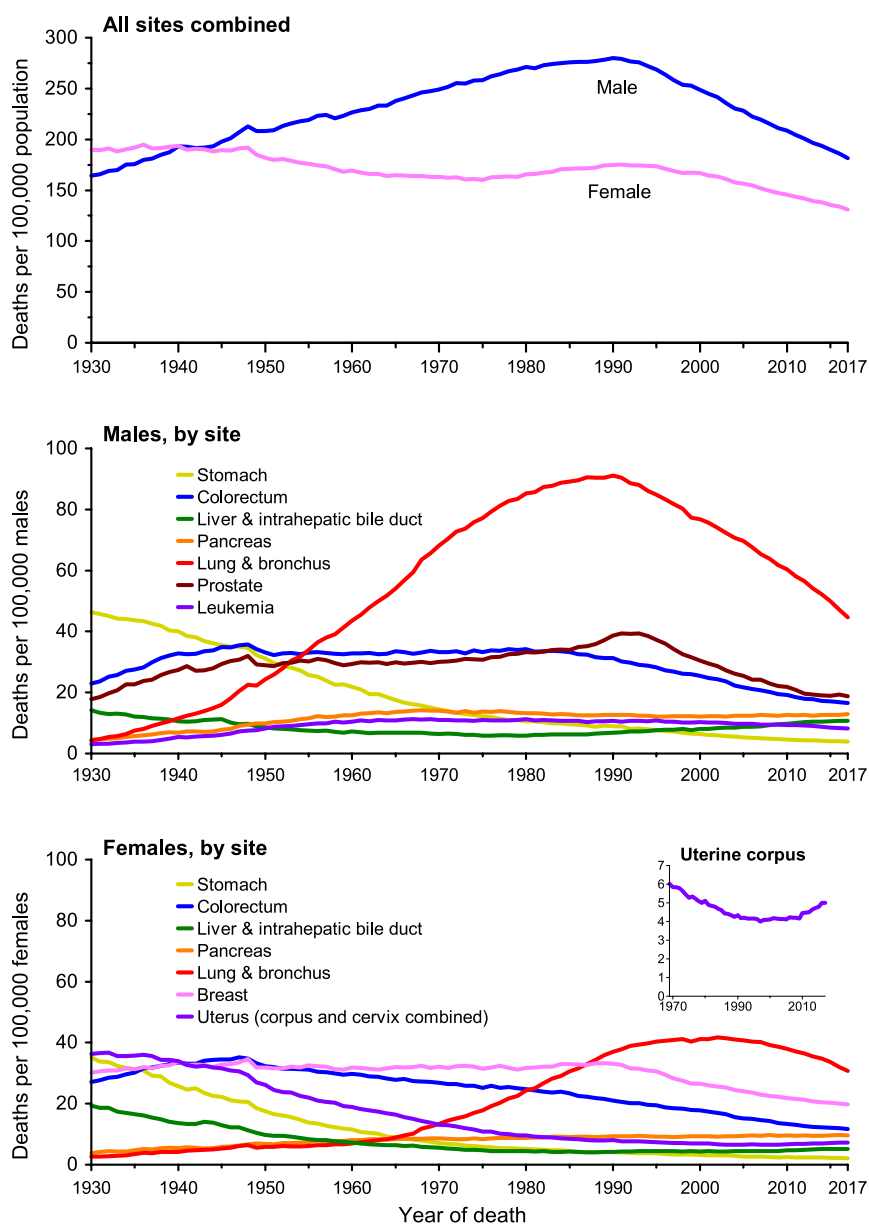 All sites combined
Deaths per 100,000 population
300
250
200
150
100
50
0
Male
Female
1930 1940 1950 1960 1970 1980 1990 2000 2010 2017
Males, by site
Deaths per 100,000 males
100
80
60
40
20
0
Stomach
Colorectum
Liver & intrahepatic bile duct
Pancreas
Lung & bronchus
Prostate
Leukemia
1930 1940 1950 1960 1970 1980 1990 2000 2010 2017
Females, by site
Deaths per 100,000 females
100
80
60
40
20
0
Stomach
Colorectum
Liver & intrahepatic bile duct
Pancreas
Lung & bronchus
Breast
Uterus (corpus and cervix combined)
Uterine corpus
7
6
5
4
3
2
1
0
1970 1990 2010
1930 1940 1950 1960 1970 1980 1990 2000 2010 2017
Year of death